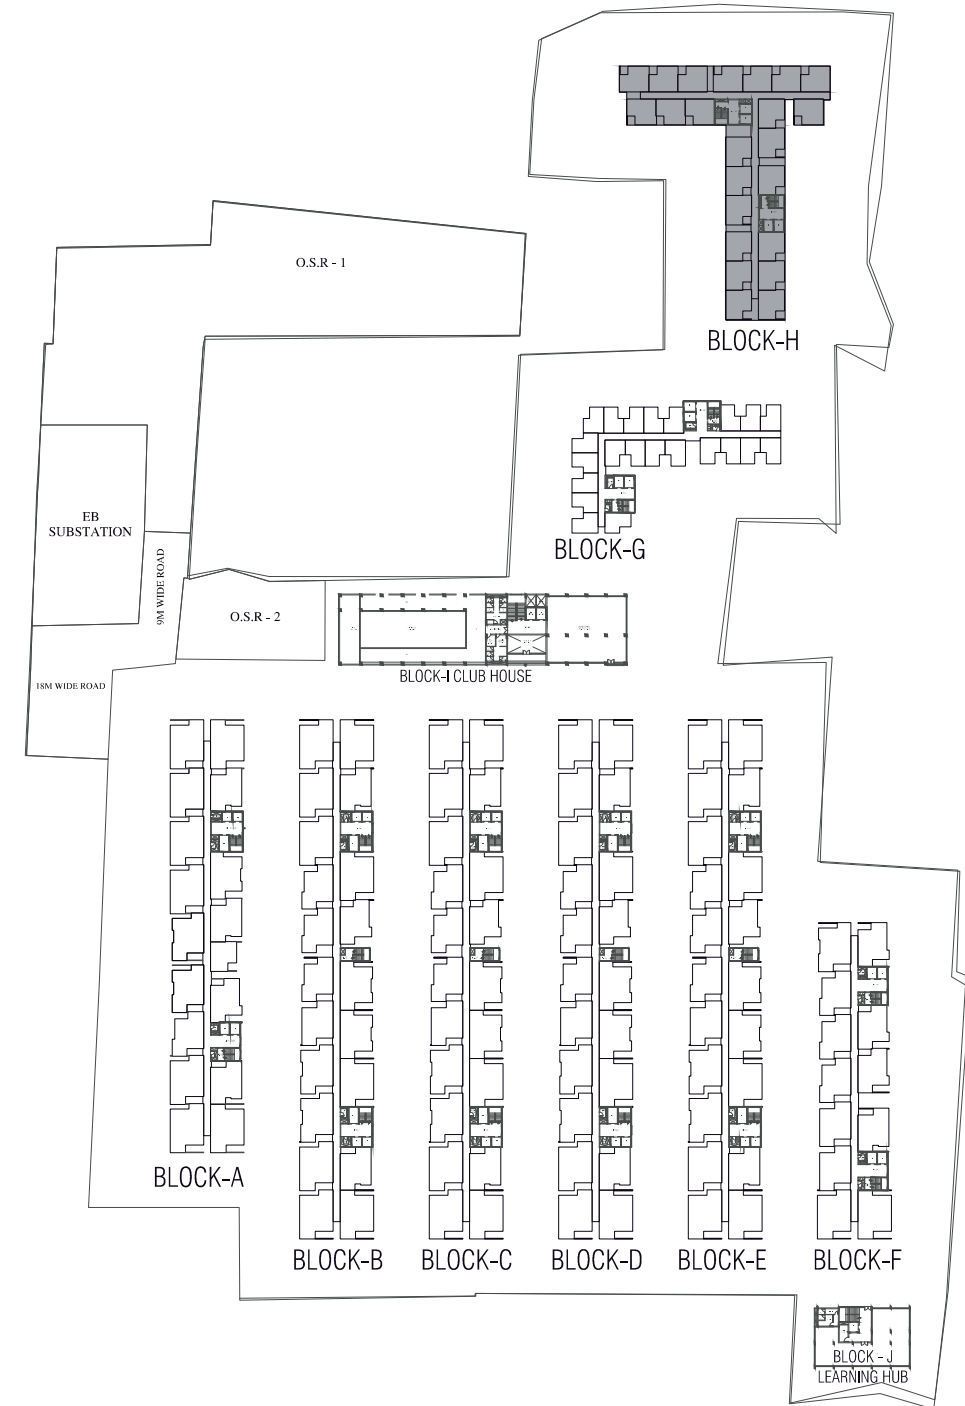 O.S.R - 1
BLOCK-H
EB
SUBSTATION
BLOCK-G
9M WIDE ROAD
O.S.R - 2
18M WIDE ROAD
BLOCK-I CLUB HOUSE
BLOCK-A
BLOCK-B
BLOCK-C
BLOCK-D
BLOCK-E
BLOCK-F
BLOCK - J
LEARNING HUB